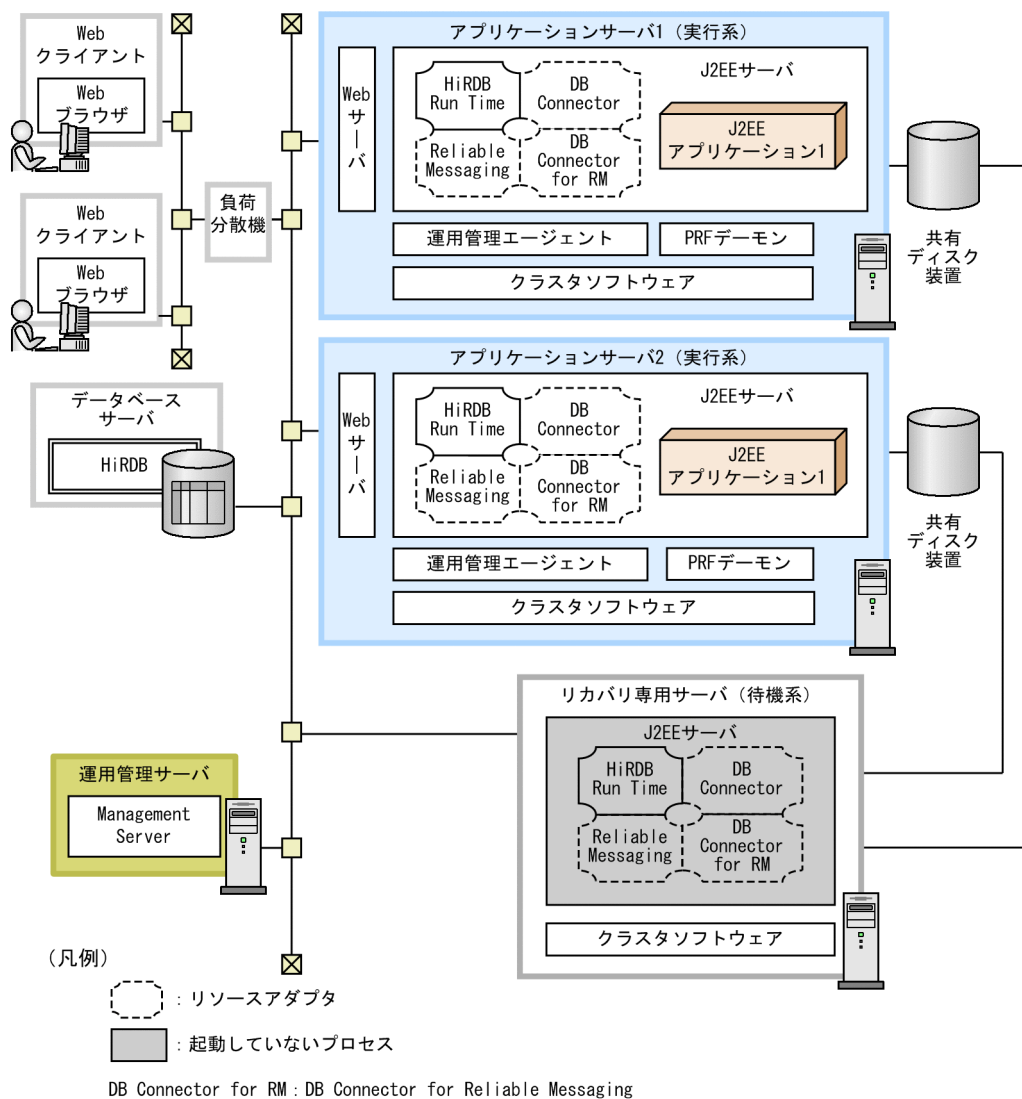 Web
クライアント
Web
ブラウザ
Web
クライアント
Web
ブラウザ
負荷
分散機
アプリケーションサーバ1（実行系）
Web
サ
ー
バ
HiRDB
Run Time
DB
Connector
Reliable
Messaging
DB
Connector
for RM
J2EEサーバ
J2EE
アプリケーション1
運用管理エージェント
PRFデーモン
クラスタソフトウェア
共有
ディスク
装置
アプリケーションサーバ2（実行系）
Web
サ
ー
バ
HiRDB
Run Time
DB
Connector
Reliable
Messaging
DB
Connector
for RM
J2EEサーバ
J2EE
アプリケーション1
運用管理エージェント
PRFデーモン
クラスタソフトウェア
共有
ディスク
装置
データベース
サーバ
HiRDB
リカバリ専用サーバ（待機系）
J2EEサーバ
HiRDB
Run Time
DB
Connector
Reliable
Messaging
DB
Connector
for RM
クラスタソフトウェア
運用管理サーバ
Management
Server
（凡例）
：リソースアダプタ
：起動していないプロセス
DB Connector for RM：DB Connector for Reliable Messaging